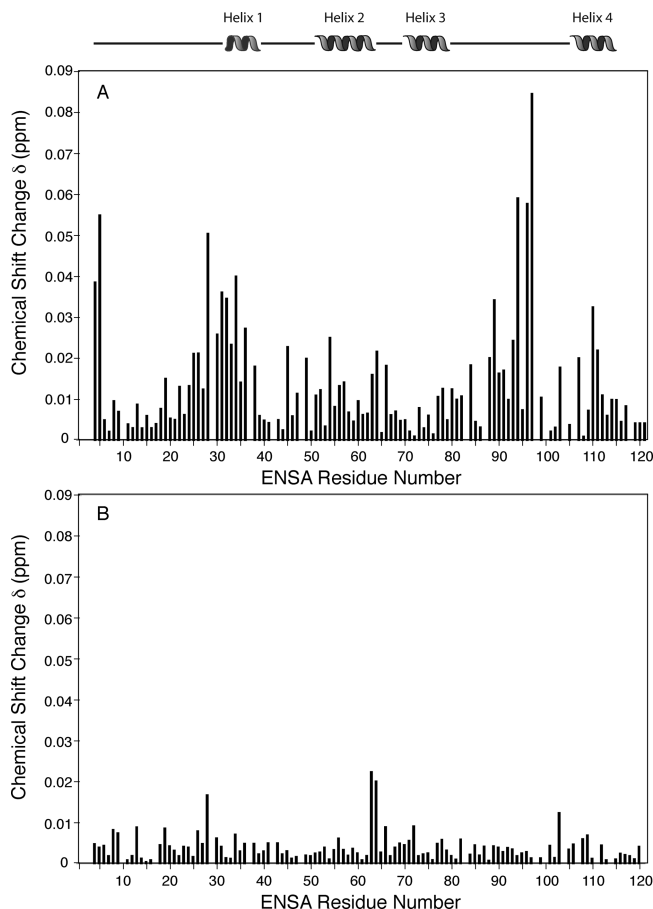 Helix 1 Helix 2 Helix 3 Helix 4
A
Chemical Shift Change δ (ppm)
0.09
0.08
0.07
0.06
0.05
0.04
0.03
0.02
0.01
0
10 20 30 40 50 60 70 80 90 100 110 120
ENSA Residue Number
B
Chemical Shift Change δ (ppm)
0.09
0.08
0.07
0.06
0.05
0.04
0.03
0.02
0.01
0
10 20 30 40 50 60 70 80 90 100 110 120
ENSA Residue Number